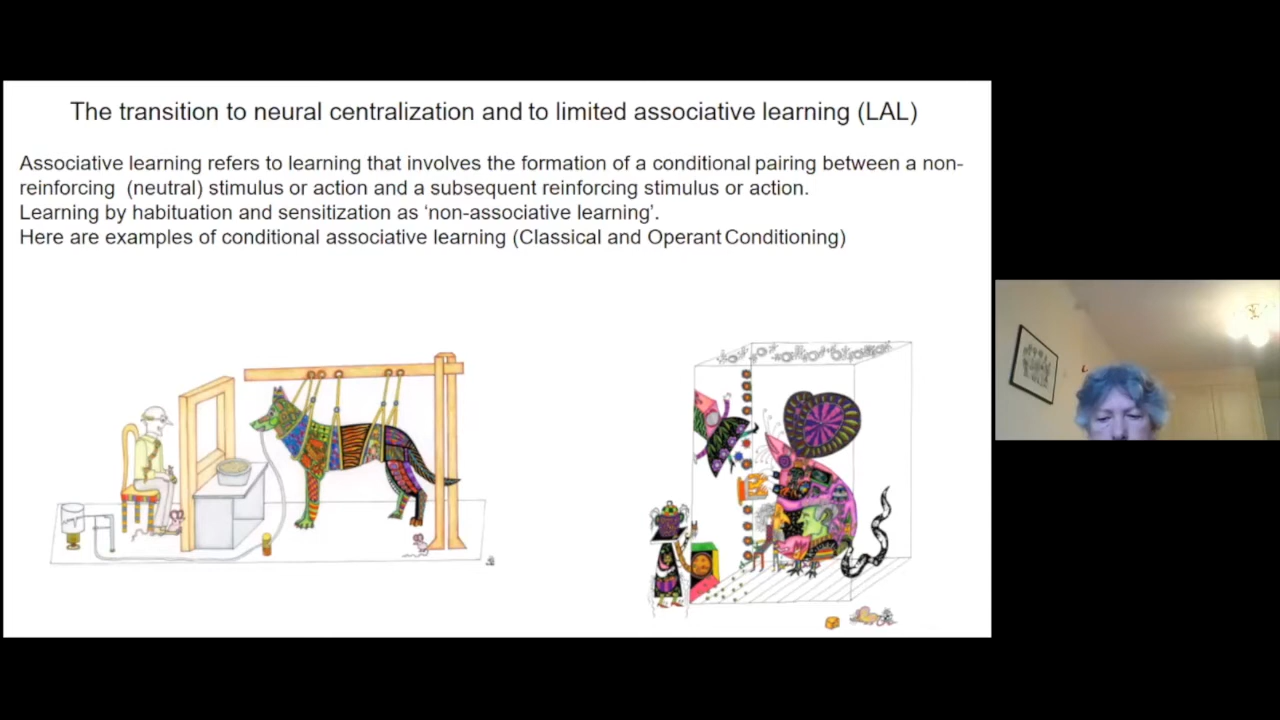 The transition to neural centralization and to limited associative learning (LAL)
Associative learning refers to learning that involves the formation of a conditional pairing between a non-
reinforcing (neutral) stimulus or action and a subsequent reinforcing stimulus or action.
Learning by habituation and sensitization as ‘non-associative learning’.
Here are examples of conditional associative learning (Classical and Operant Conditioning)